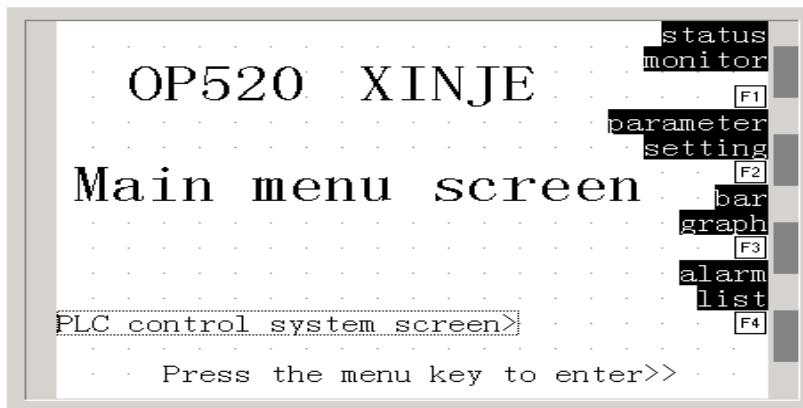 status
monitor
OP520 XINJE
F1
parameter
setting
F2
Main menu screen
bar
graph
F3
alarm
list
PLC control system screen>
F4
Press the menu key to enter>>